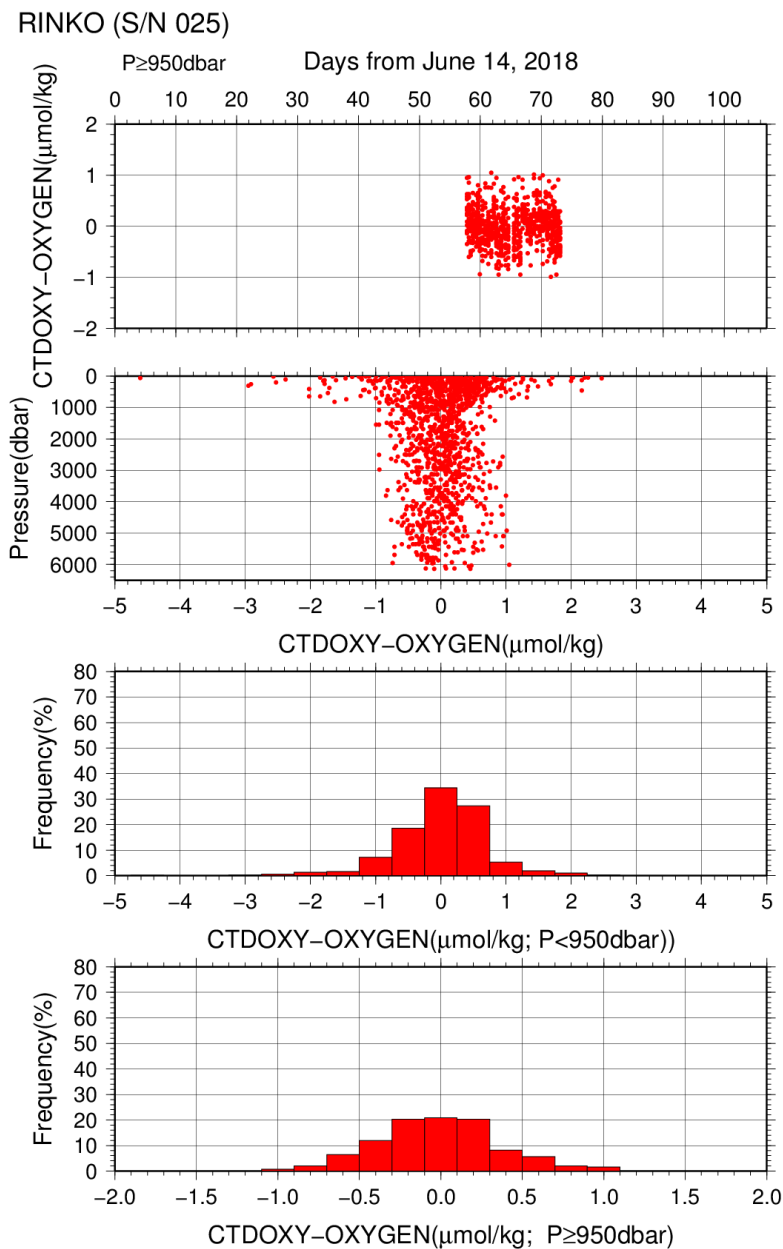 RINKO (S/N 025)
P≥950dbar Days from June 14, 2018
0 10 20 30 40 50 60 70 80 90 100
CTDOXY−OXYGEN(μmol/kg)
2
1
0
−1
−2
Pressure(dbar)
0
1000
2000
3000
4000
5000
6000
−5 −4 −3 −2 −1 0 1 2 3 4 5
CTDOXY−OXYGEN(μmol/kg)
Frequency(%)
80
70
60
50
40
30
20
10
0
−5 −4 −3 −2 −1 0 1 2 3 4 5
CTDOXY−OXYGEN(μmol/kg; P<950dbar))
Frequency(%)
80
70
60
50
40
30
20
10
0
−2.0 −1.5 −1.0 −0.5 0.0 0.5 1.0 1.5 2.0
CTDOXY−OXYGEN(μmol/kg; P≥950dbar)